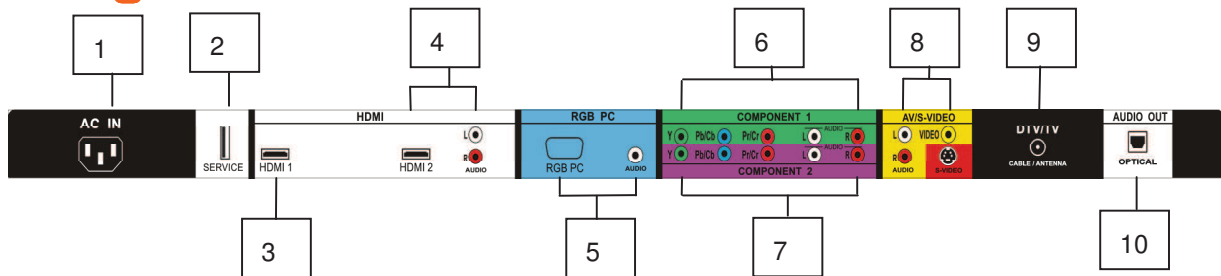 1
2
4
6
8
9
AC IN
HDMI
RGB PC
COMPONENT 1
AV/S-VIDEO
DTV/TV
AUDIO OUT
L
Y Pb/Cb Pr/Cr L AUDIO R
L VIDEO
SERVICE
HDMI 1
HDMI 2
R
AUDIO
RGB PC
AUDIO
Y Pb/Cb Pr/Cr L AUDIO R
COMPONENT 2
R
AUDIO
S-VIDEO
CABLE / ANTENNA
OPTICAL
3
5
7
10